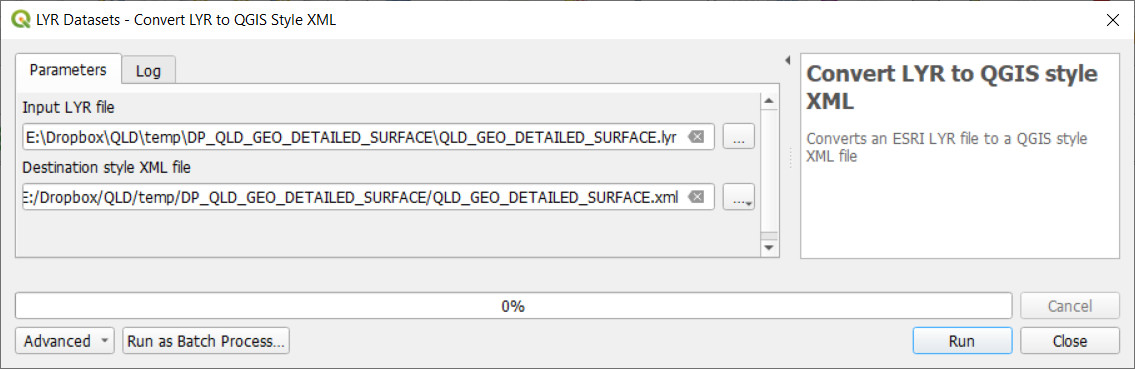 LYR Datasets - Convert LYR to QGIS Style XML
Parameters
Log
Input LYR file
E:\Dropbox\QLD\temp\DP_QLD_GEO_DETAILED_SURFACE\QLD_GEO_DETAILED_SURFACE.lyr
...
Destination style XML file
E:/Dropbox/QLD/temp/DP_QLD_GEO_DETAILED_SURFACE/QLD_GEO_DETAILED_SURFACE.xml
...
Convert LYR to QGIS style
XML
Converts an ESRI LYR file to a QGIS style
XML file
0%
Cancel
Advanced
Run as Batch Process...
Run
Close